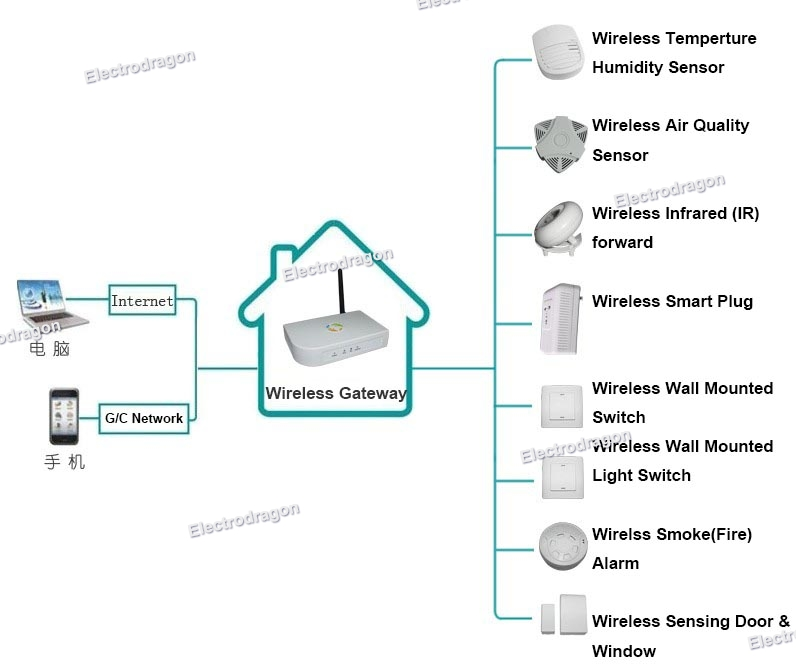 Electrodragon
Electrodragon
Wireless Temperture
Humidity Sensor
Wireless Air Quality
Sensor
Electrodragon
Wireless Infrared (IR)
forward
Electrodragon
Internet
Wireless Smart Plug
电 脑
Wireless Gateway
Wireless Wall Mounted
Switch
G/C Network
手 机
Electrodragon
Wireless Wall Mounted
Light Switch
Electrodragon
Wirelss Smoke(Fire)
Alarm
Wireless Sensing Door &
Window